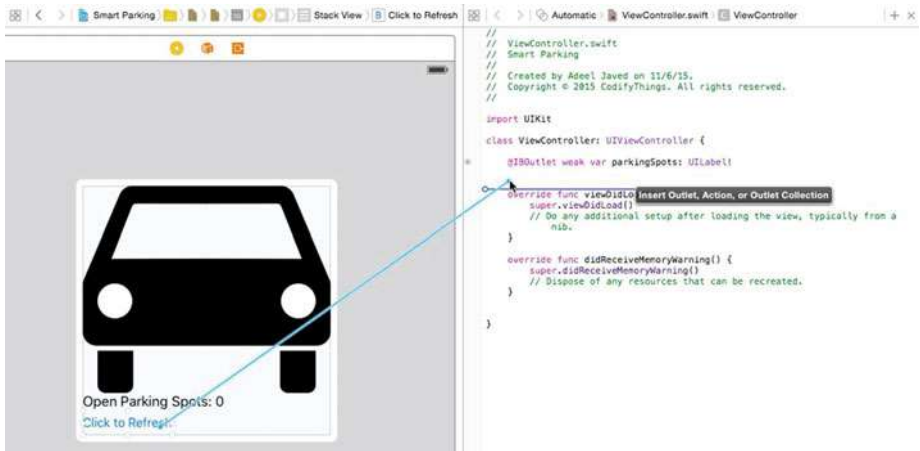 Smart Parking
Stack View
B Click to Refresh
Automatic
ViewController.swift
C ViewController
//
// ViewController.swift
// Smart Parking
//
// Created by Adeel Javed on 11/6/15.
// Copyright © 2015 CodifyThings. All rights reserved.
//
import UIKit
class ViewController: UIViewController {
@IBOutlet weak var parkingSpots: UILabel!
override func viewDidLo
Insert Outlet, Action, or Outlet Collection
super.viewDidLoad()
// Do any additional setup after loading the view, typically from a
nib.
}
override func didReceiveMemoryWarning() {
super.didReceiveMemoryWarning()
// Dispose of any resources that can be recreated.
}
}
Open Parking Spots: 0
Click to Refresh